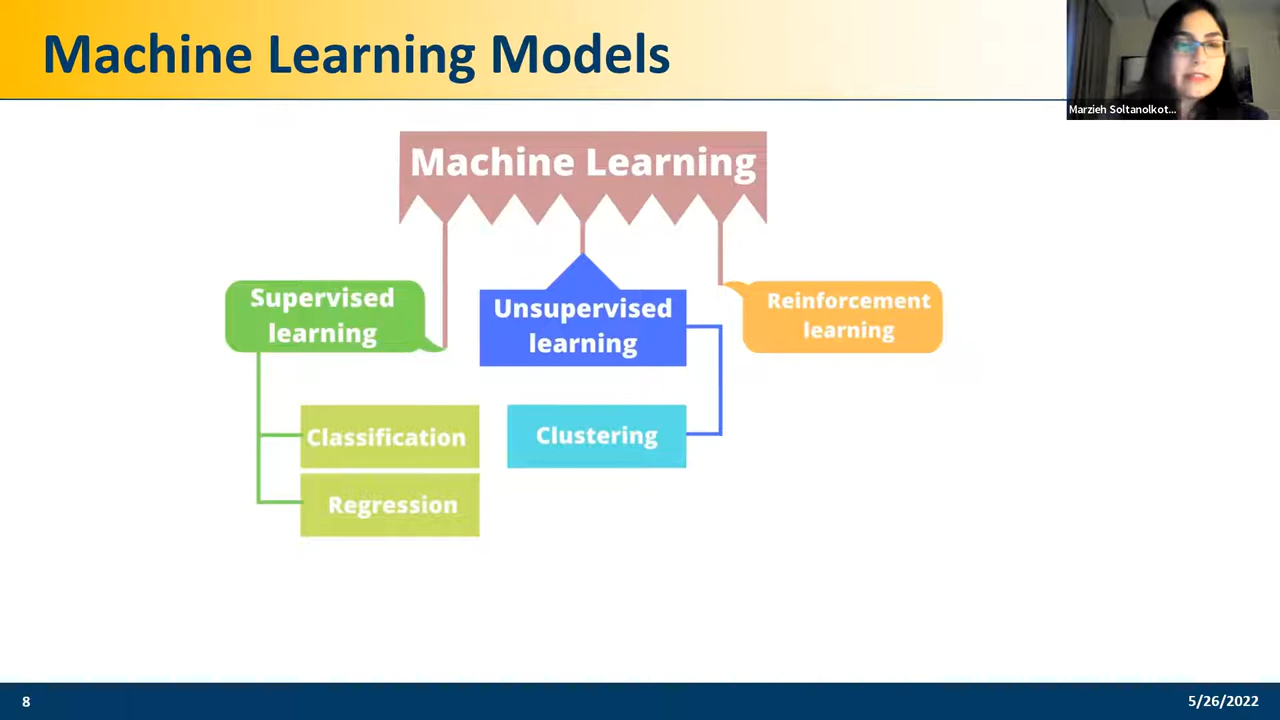 Machine Learning Models
Marzieh Soltanolkot...
Machine Learning
Supervised
learning
Unsupervised
learning
Reinforcement
learning
Classification
Clustering
Regression
8
5/26/2022